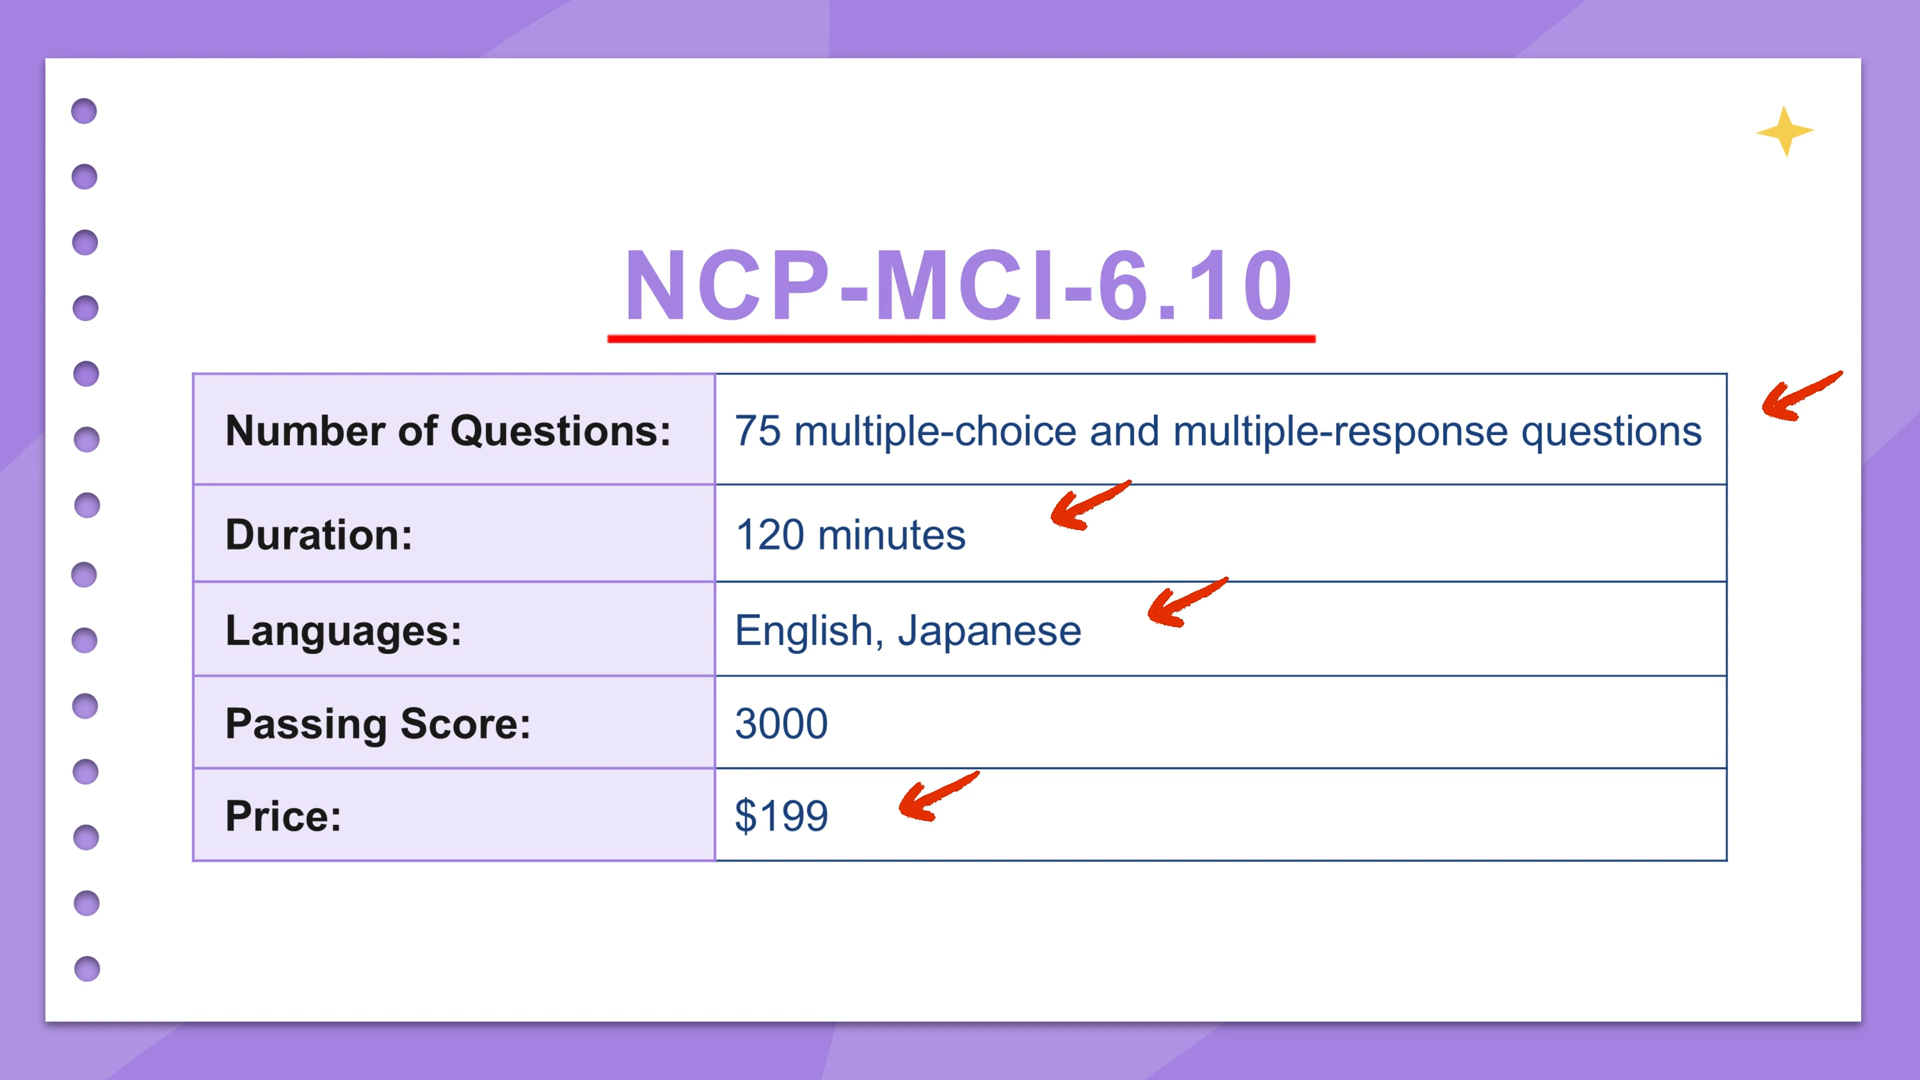 NCP-MCI-6.10
Number of Questions: 75 multiple-choice and multiple-response questions
Duration: 120 minutes
Languages: English, Japanese
Passing Score: 3000
Price: $199